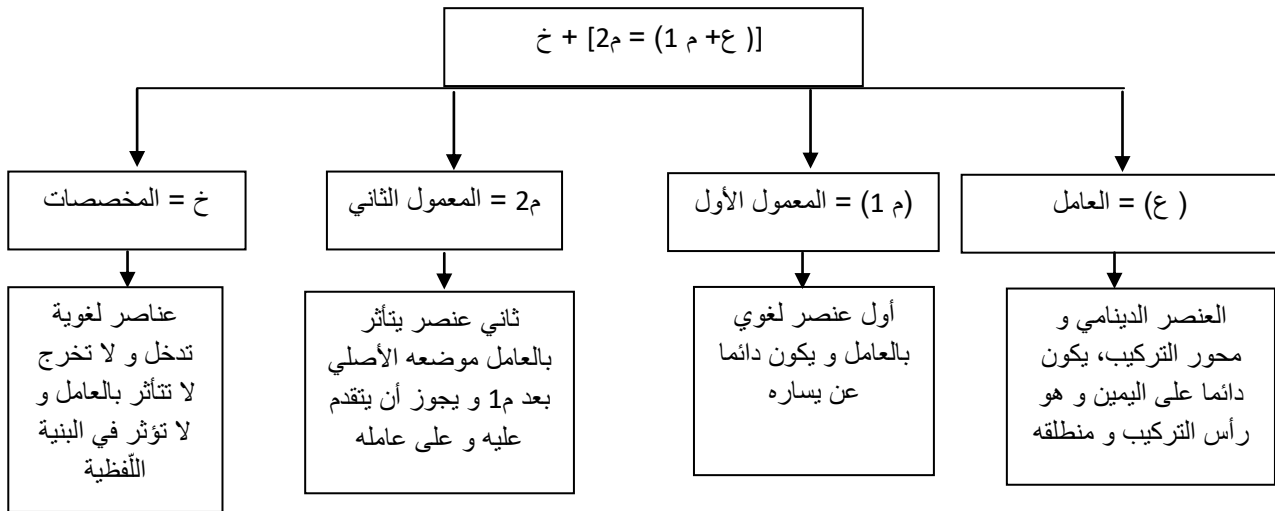 [( ع+ م 1) = م2] + خ
( ع) = العامل
(م 1) = المعمول الأول
م2 = المعمول الثاني
خ = المخصصات
العنصر الدينامي و
محور التركيب، يكون
دائما على اليمين و هو
رأس التركيب و منطلقه
أول عنصر لغوي
بالعامل و يكون دائما
عن يساره
ثاني عنصر يتأثر
بالعامل موضعه الأصلي
بعد م1 و يجوز أن يتقدم
عليه و على عامله
عناصر لغوية
تدخل و لا تخرج
لا تتأثر بالعامل و
لا تؤثر في البنية
اللّفظية